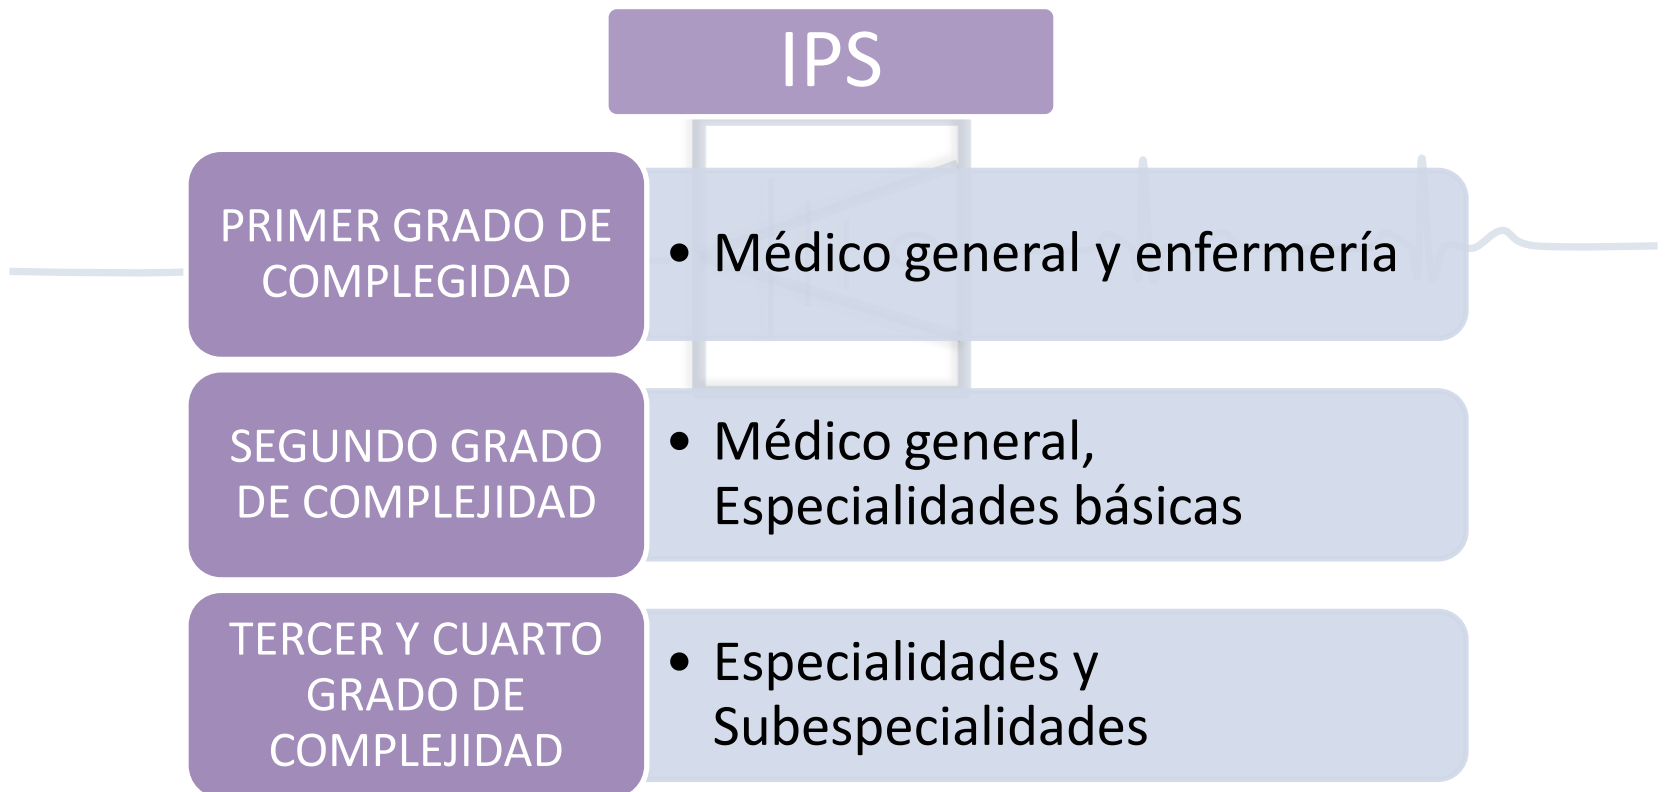 IPS
PRIMER GRADO DE
COMPLEGIDAD
• Médico general y enfermería
SEGUNDO GRADO
DE COMPLEJIDAD
• Médico general,
Especialidades básicas
TERCER Y CUARTO
GRADO DE
COMPLEJIDAD
• Especialidades y
Subespecialidades